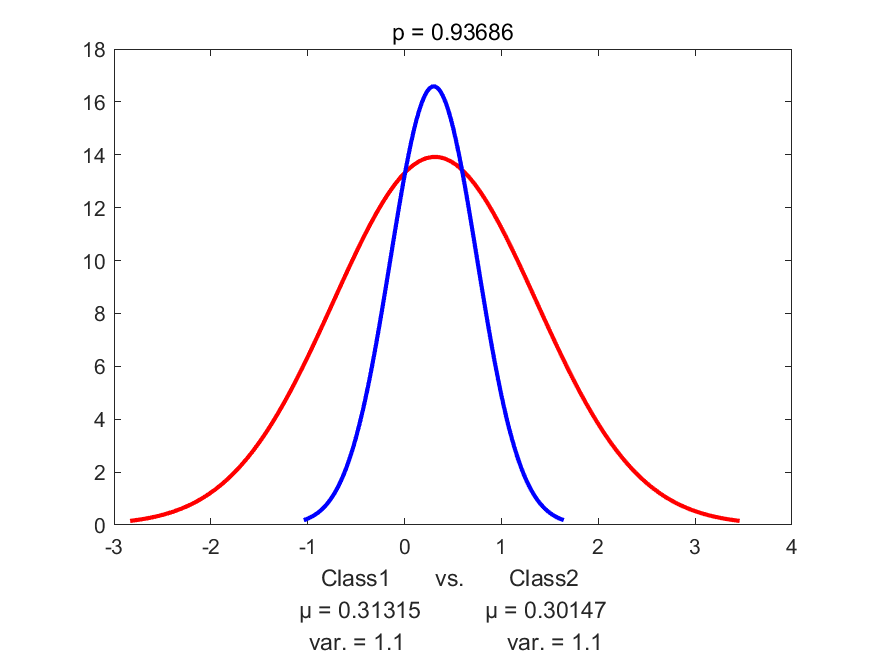 p = 0.93686
18
16
14
12
10
8
6
4
2
0
-3 -2 -1 0 1 2 3 4
Class1 vs. Class2
μ = 0.31315 μ = 0.30147
var. = 1.1 var. = 1.1